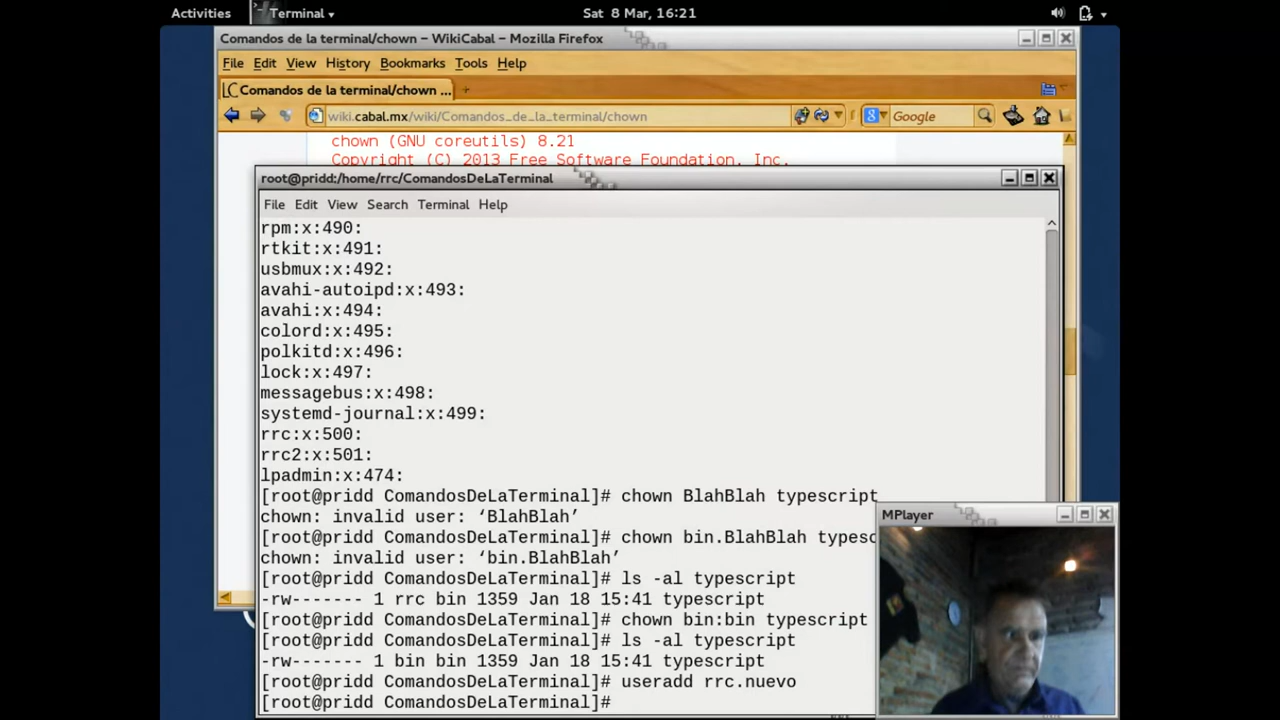 Activities Terminal Sat 8 Mar, 16:21
Comandos de la terminal/chown – WikiCabal – Mozilla Firefox
File Edit View History Bookmarks Tools Help
Comandos de la terminal/chown ...
wiki.cabal.mx/wiki/Comandos_de_la_terminal/chown Google
chown (GNU coreutils) 8.21
Copyright (C) 2013 Free Software Foundation, Inc.
root@pridd:/home/rrc/ComandosDeLaTerminal
File Edit View Search Terminal Help
rpm:x:490:
rtkit:x:491:
usbmux:x:492:
avahi-autoipd:x:493:
avahi:x:494:
colord:x:495:
polkitd:x:496:
lock:x:497:
messagebus:x:498:
systemd-journal:x:499:
rrc:x:500:
rrc2:x:501:
lpadmin:x:474:
[root@pridd ComandosDeLaTerminal]# chown BlahBlah typescript
chown: invalid user: ‘BlahBlah’
[root@pridd ComandosDeLaTerminal]# chown bin.BlahBlah typesc
chown: invalid user: ‘bin.BlahBlah’
[root@pridd ComandosDeLaTerminal]# ls -al typescript
-rw------- 1 rrc bin 1359 Jan 18 15:41 typescript
[root@pridd ComandosDeLaTerminal]# chown bin:bin typescript
[root@pridd ComandosDeLaTerminal]# ls -al typescript
-rw------- 1 bin bin 1359 Jan 18 15:41 typescript
[root@pridd ComandosDeLaTerminal]# useradd rrc.nuevo
[root@pridd ComandosDeLaTerminal]#
MPlayer